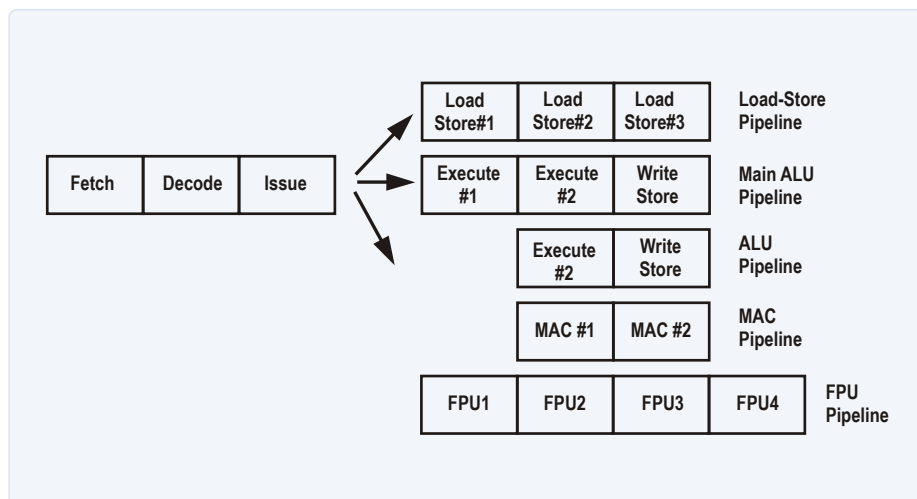 Load
Store#1
Load
Store#2
Load
Store#3
Load-Store
Pipeline
Fetch
Decode
Issue
Execute
#1
Execute
#2
Write
Store
Main ALU
Pipeline
Execute
#2
Write
Store
ALU
Pipeline
MAC #1
MAC #2
MAC
Pipeline
FPU1
FPU2
FPU3
FPU4
FPU
Pipeline